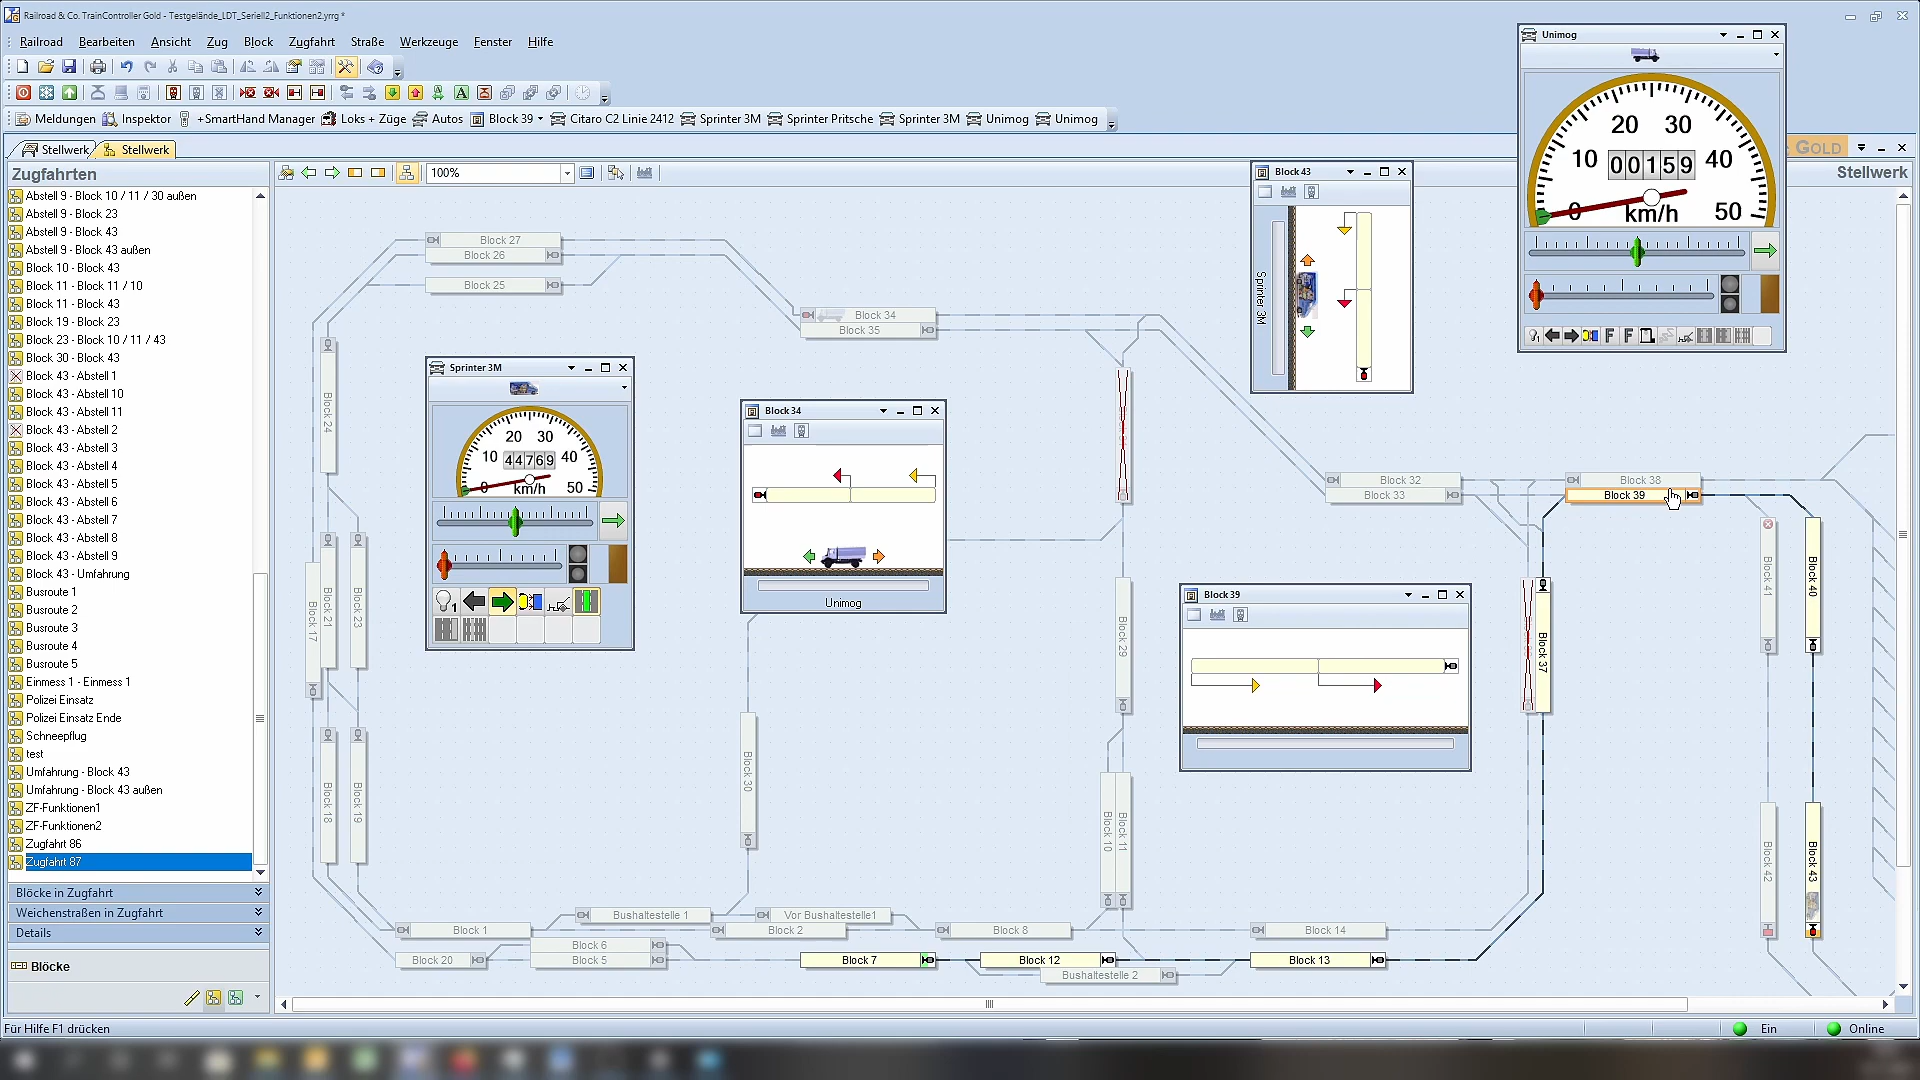 Railroad & Co. TrainController Gold - Testgelände_LDT_Seriell2_Funktionen2.yrrg *
Railroad Bearbeiten Ansicht Zug Block Zugfahrt Straße Werkzeuge Fenster Hilfe
Meldungen Inspektor +SmartHand Manager Loks + Züge Autos Block 39 Citaro C2 Linie 2412 Sprinter 3M Sprinter Pritsche Sprinter 3M Unimog Unimog
Stellwerk Stellwerk
GOLD
Zugfahrten
100%
Stellwerk
Abstell 9 - Block 10 / 11 / 30 außen
Abstell 9 - Block 23
Abstell 9 - Block 43
Abstell 9 - Block 43 außen
Block 10 - Block 43
Block 11 - Block 11 / 10
Block 11 - Block 43
Block 19 - Block 23
Block 23 - Block 10 / 11 / 43
Block 30 - Block 43
Block 43 - Abstell 1
Block 43 - Abstell 10
Block 43 - Abstell 11
Block 43 - Abstell 2
Block 43 - Abstell 3
Block 43 - Abstell 4
Block 43 - Abstell 5
Block 43 - Abstell 6
Block 43 - Abstell 7
Block 43 - Abstell 8
Block 43 - Abstell 9
Block 43 - Umfahrung
Busroute 1
Busroute 2
Busroute 3
Busroute 4
Busroute 5
Einmess 1 - Einmess 1
Polizei Einsatz
Polizei Einsatz Ende
Schneepflug
test
Umfahrung - Block 43
Umfahrung - Block 43 außen
ZF-Funktionen1
ZF-Funktionen2
Zugfahrt 86
Zugfahrt 87
Blöcke in Zugfahrt
Weichenstraßen in Zugfahrt
Details
Blöcke
Block 27
Block 26
Block 25
Block 34
Block 35
Block 24
Block 17
Block 21
Block 23
Block 18
Block 19
Block 30
Block 29
Block 10
Block 11
Block 32
Block 33
Block 38
Block 39
Block 37
Block 41
Block 40
Block 42
Block 43
Bushaltestelle 1
Vor Bushaltestelle1
Block 1
Block 2
Block 8
Block 14
Block 6
Block 20
Block 5
Block 7
Block 12
Block 13
Bushaltestelle 2
Sprinter 3M
0 10 20 30 40 50
44769
km/h
1
Block 34
Unimog
Block 43
Sprinter 3M
Block 39
Unimog
0 10 20 30 40 50
00159
km/h
1 F F
Für Hilfe F1 drücken
Ein
Online